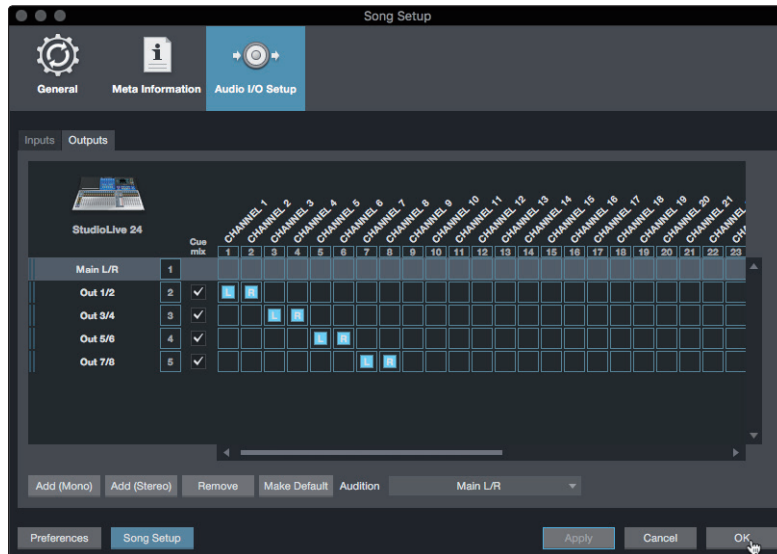 Song Setup
General
Meta Information
Audio I/O Setup
Inputs
Outputs
StudioLive 24
Cue
mix
CHANNEL 1
CHANNEL 2
CHANNEL 3
CHANNEL 4
CHANNEL 5
CHANNEL 6
CHANNEL 7
CHANNEL 8
CHANNEL 9
CHANNEL 10
CHANNEL 11
CHANNEL 12
CHANNEL 13
CHANNEL 14
CHANNEL 15
CHANNEL 16
CHANNEL 17
CHANNEL 18
CHANNEL 19
CHANNEL 20
CHANNEL 21
1 2 3 4 5 6 7 8 9 10 11 12 13 14 15 16 17 18 19 20 21 22 23
Main L/R 1
Out 1/2 2 L R
Out 3/4 3 L R
Out 5/6 4 L R
Out 7/8 5 L R
Add (Mono)
Add (Stereo)
Remove
Make Default
Audition
Main L/R
Preferences
Song Setup
Apply
Cancel
OK